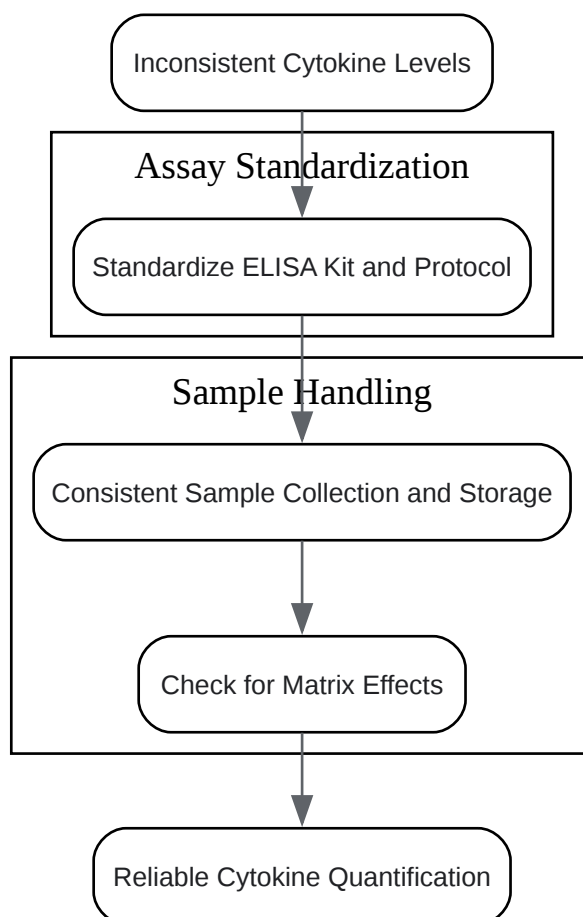 Inconsistent Cytokine Levels
Assay Standardization
Standardize ELISA Kit and Protocol
Sample Handling
Consistent Sample Collection and Storage
Check for Matrix Effects
Reliable Cytokine Quantification